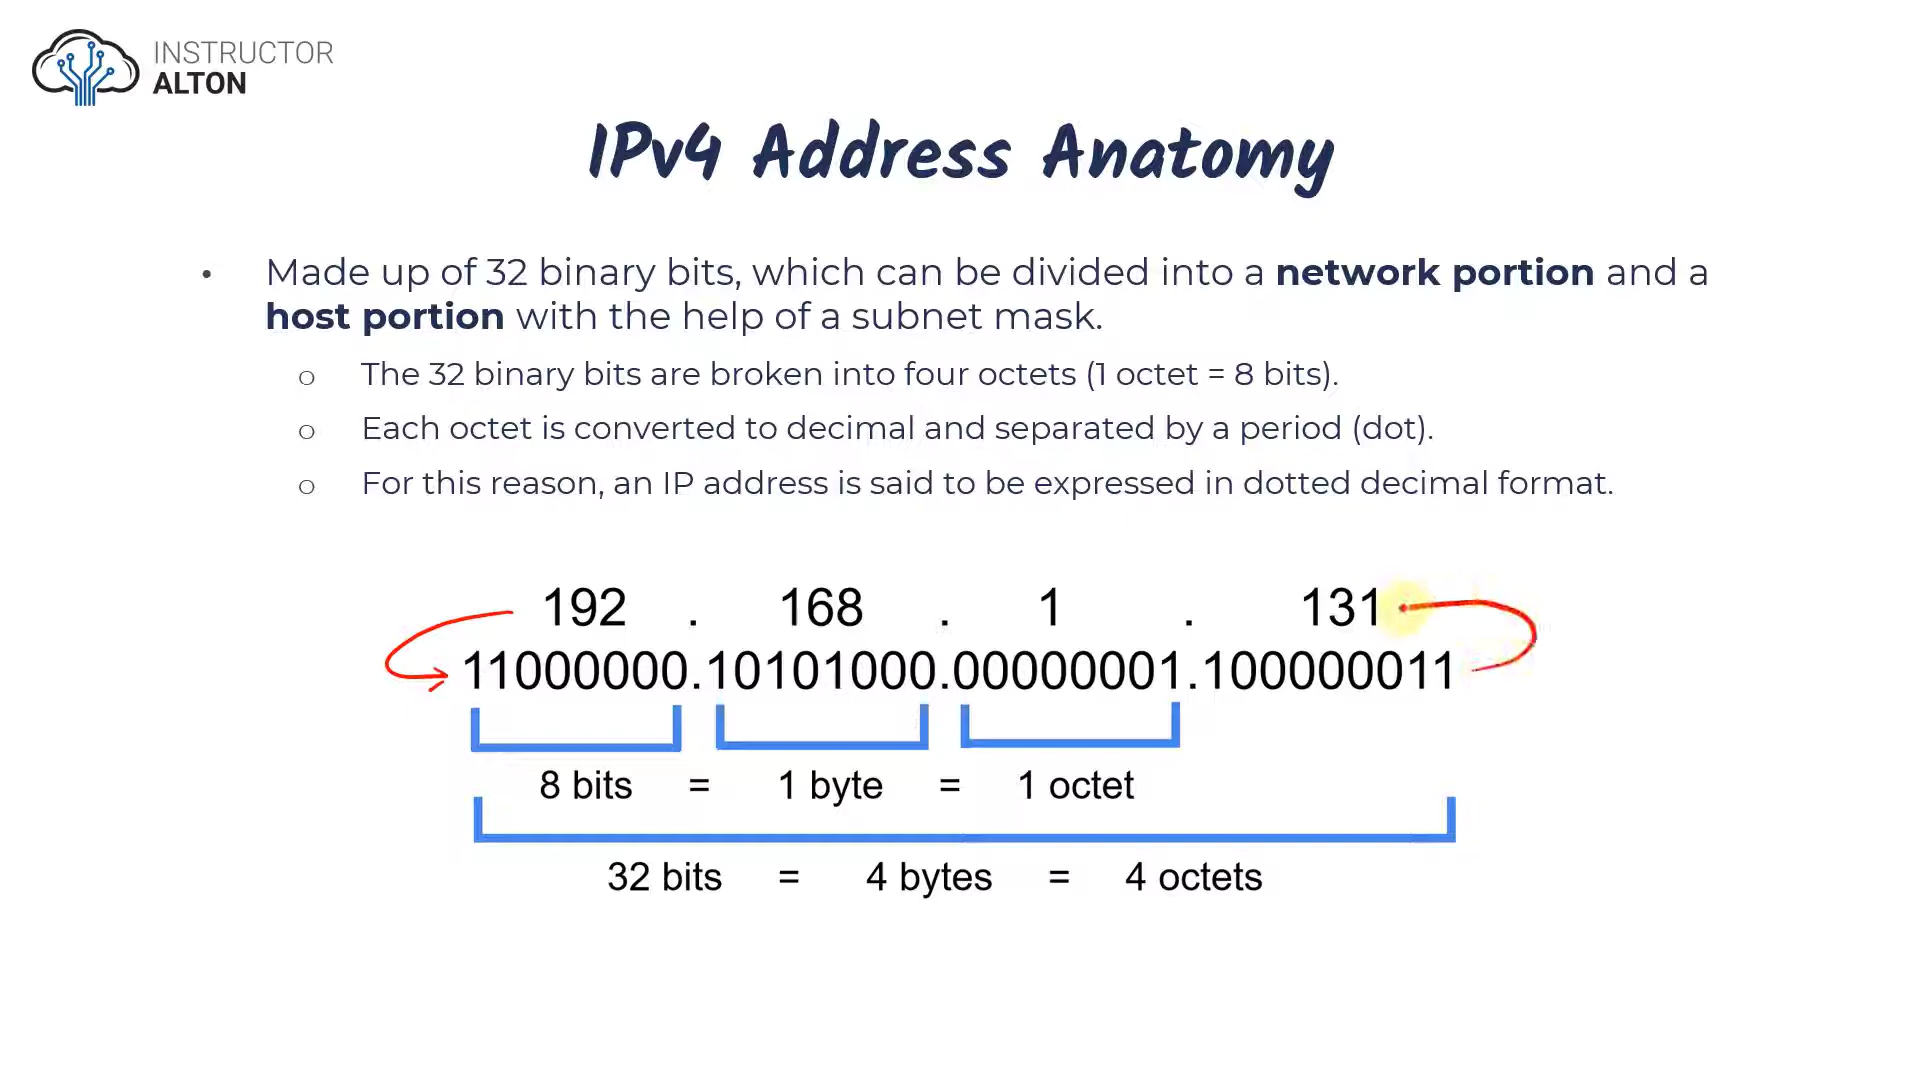 INSTRUCTOR
ALTON
IPv4 Address Anatomy
• Made up of 32 binary bits, which can be divided into a network portion and a
host portion with the help of a subnet mask.
o The 32 binary bits are broken into four octets (1 octet = 8 bits).
o Each octet is converted to decimal and separated by a period (dot).
o For this reason, an IP address is said to be expressed in dotted decimal format.
192 . 168 . 1 . 131
11000000.10101000.00000001.100000011
8 bits = 1 byte = 1 octet
32 bits = 4 bytes = 4 octets